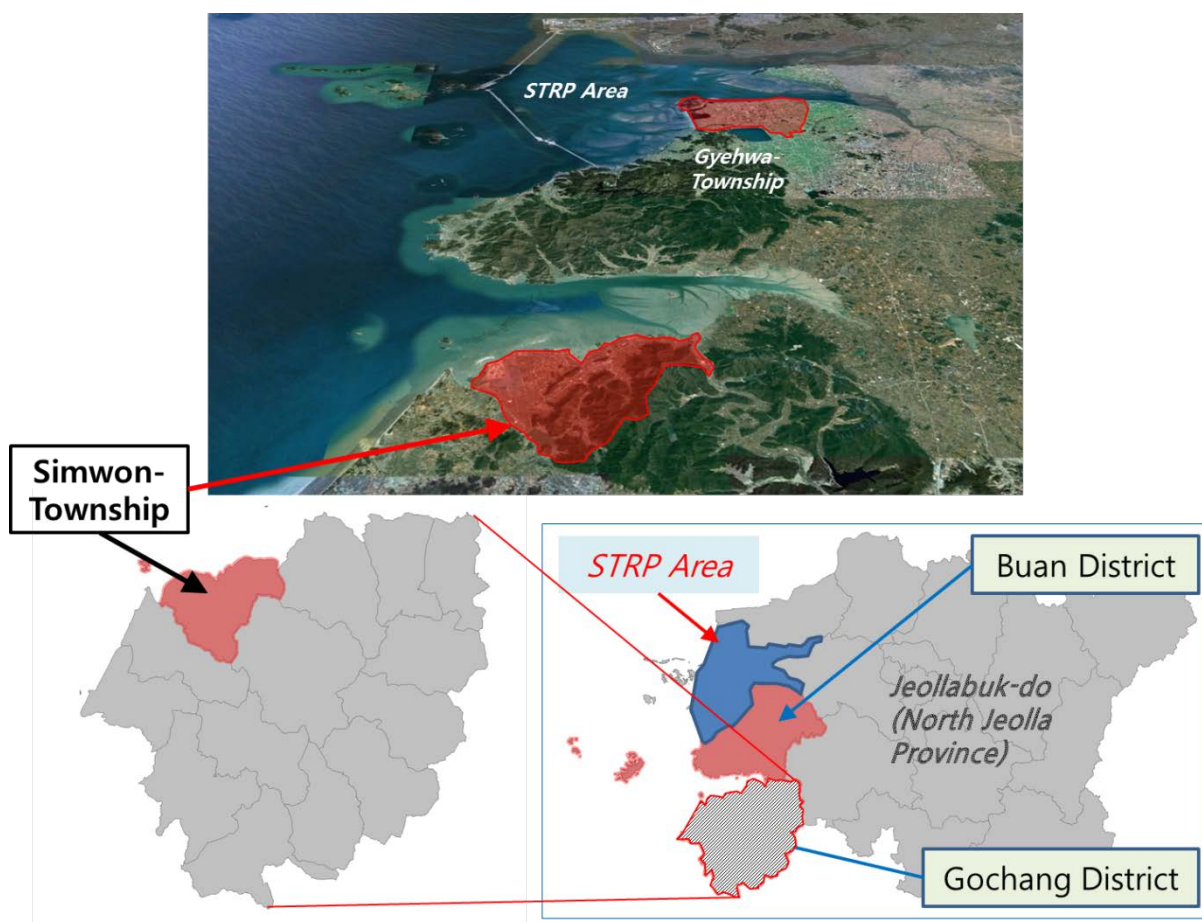 STRP Area
Gyehwa-
Township
Simwon-
Township
STRP Area
Buan District
Jeollabuk-do
(North Jeolla
Province)
Gochang District